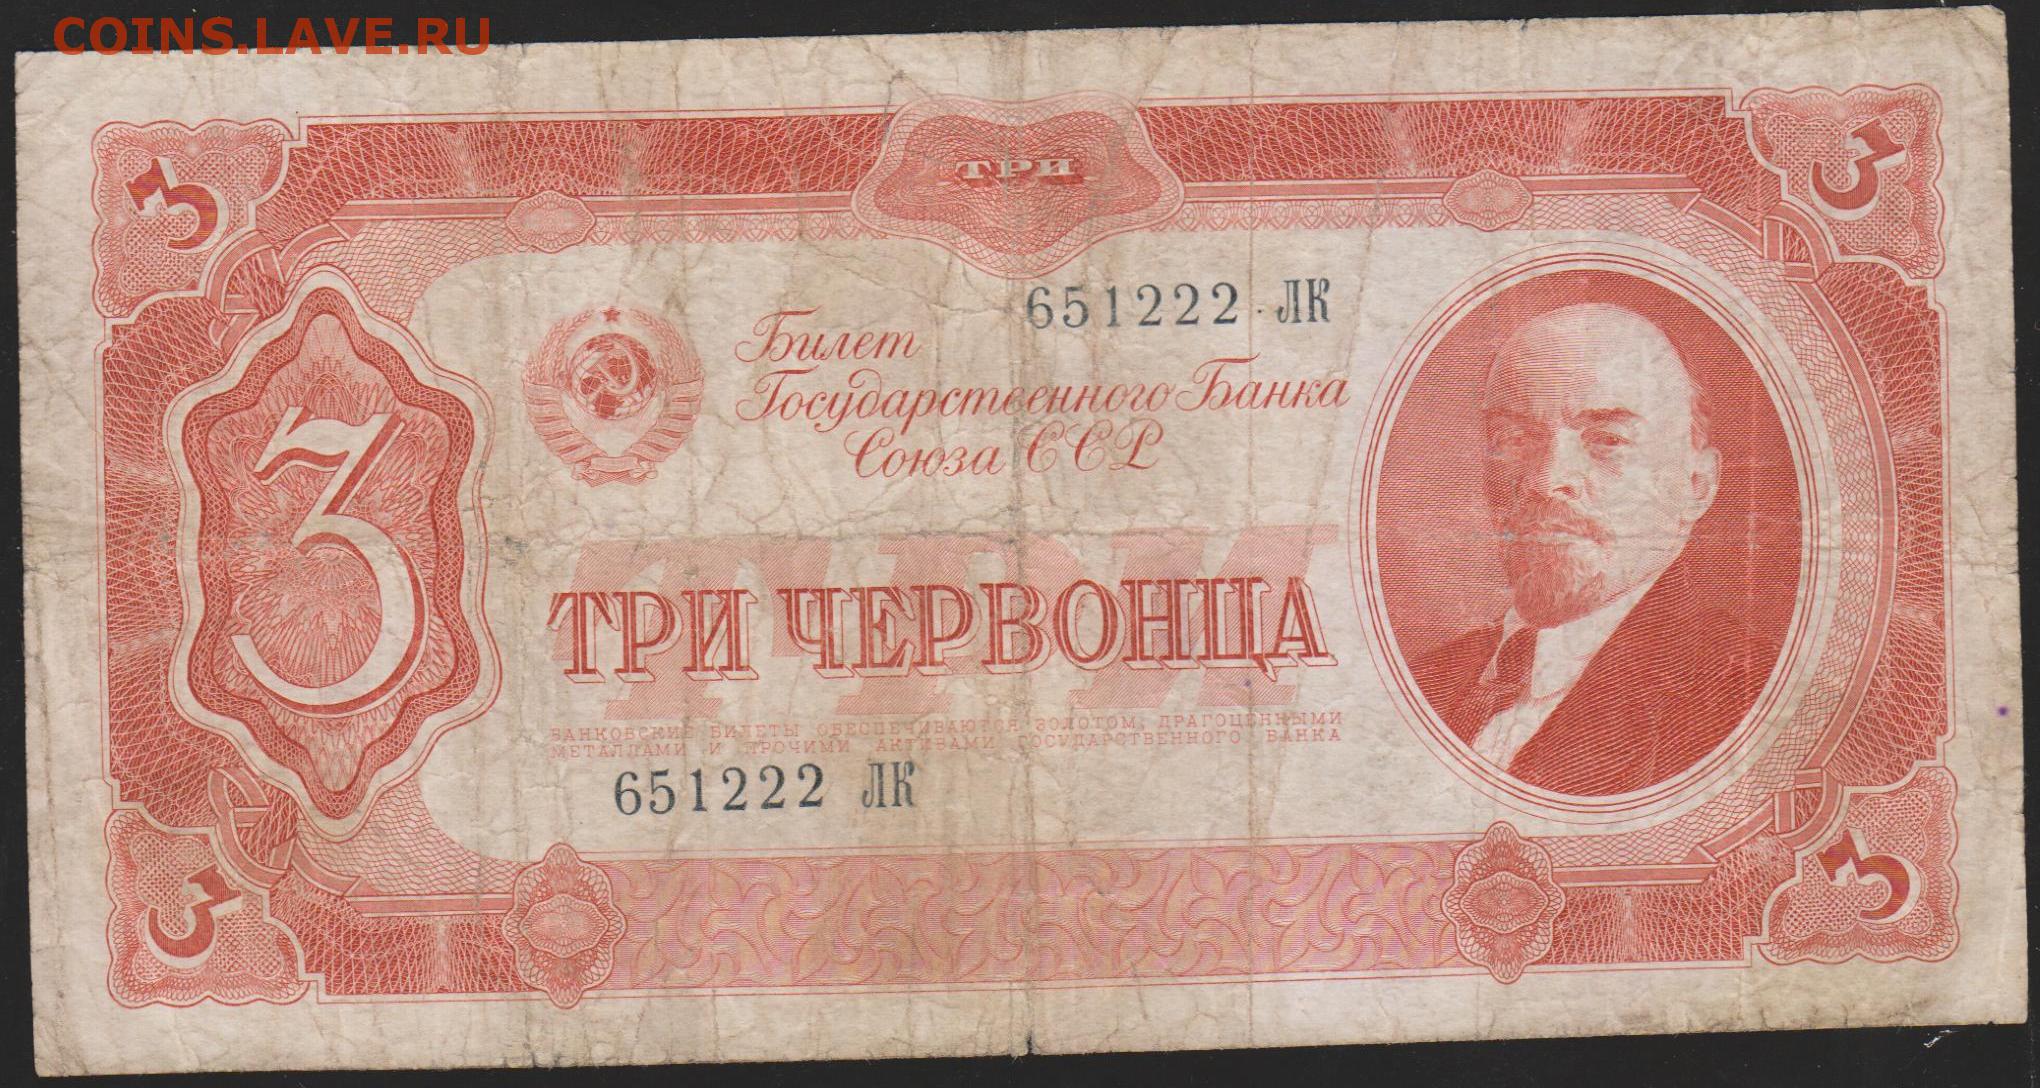 COINS.LAVE.RU
3 ТРИ 3
651222 ЛК
Билет
Государственного Банка
Союза ССР
3
ТРИ
ТРИ ЧЕРВОНЦА
БАНКОВСКИЕ БИЛЕТЫ ОБЕСПЕЧИВАЮТСЯ ЗОЛОТОМ, ДРАГОЦЕННЫМИ
МЕТАЛЛАМИ И ПРОЧИМИ АКТИВАМИ ГОСУДАРСТВЕННОГО БАНКА
651222 ЛК
3 3